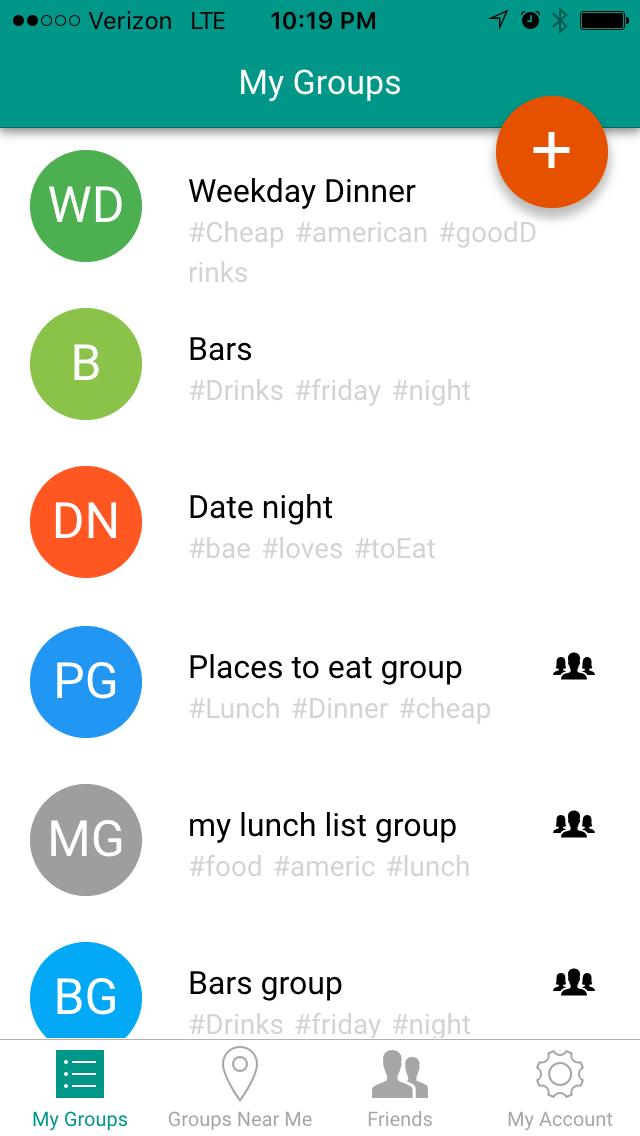 Verizon LTE 10:19 PM
My Groups
+
WD
Weekday Dinner
#Cheap #american #goodD
rinks
B
Bars
#Drinks #friday #night
DN
Date night
#bae #loves #toEat
PG
Places to eat group
#Lunch #Dinner #cheap
MG
my lunch list group
#food #americ #lunch
BG
Bars group
#Drinks #friday #night
My Groups Groups Near Me Friends My Account